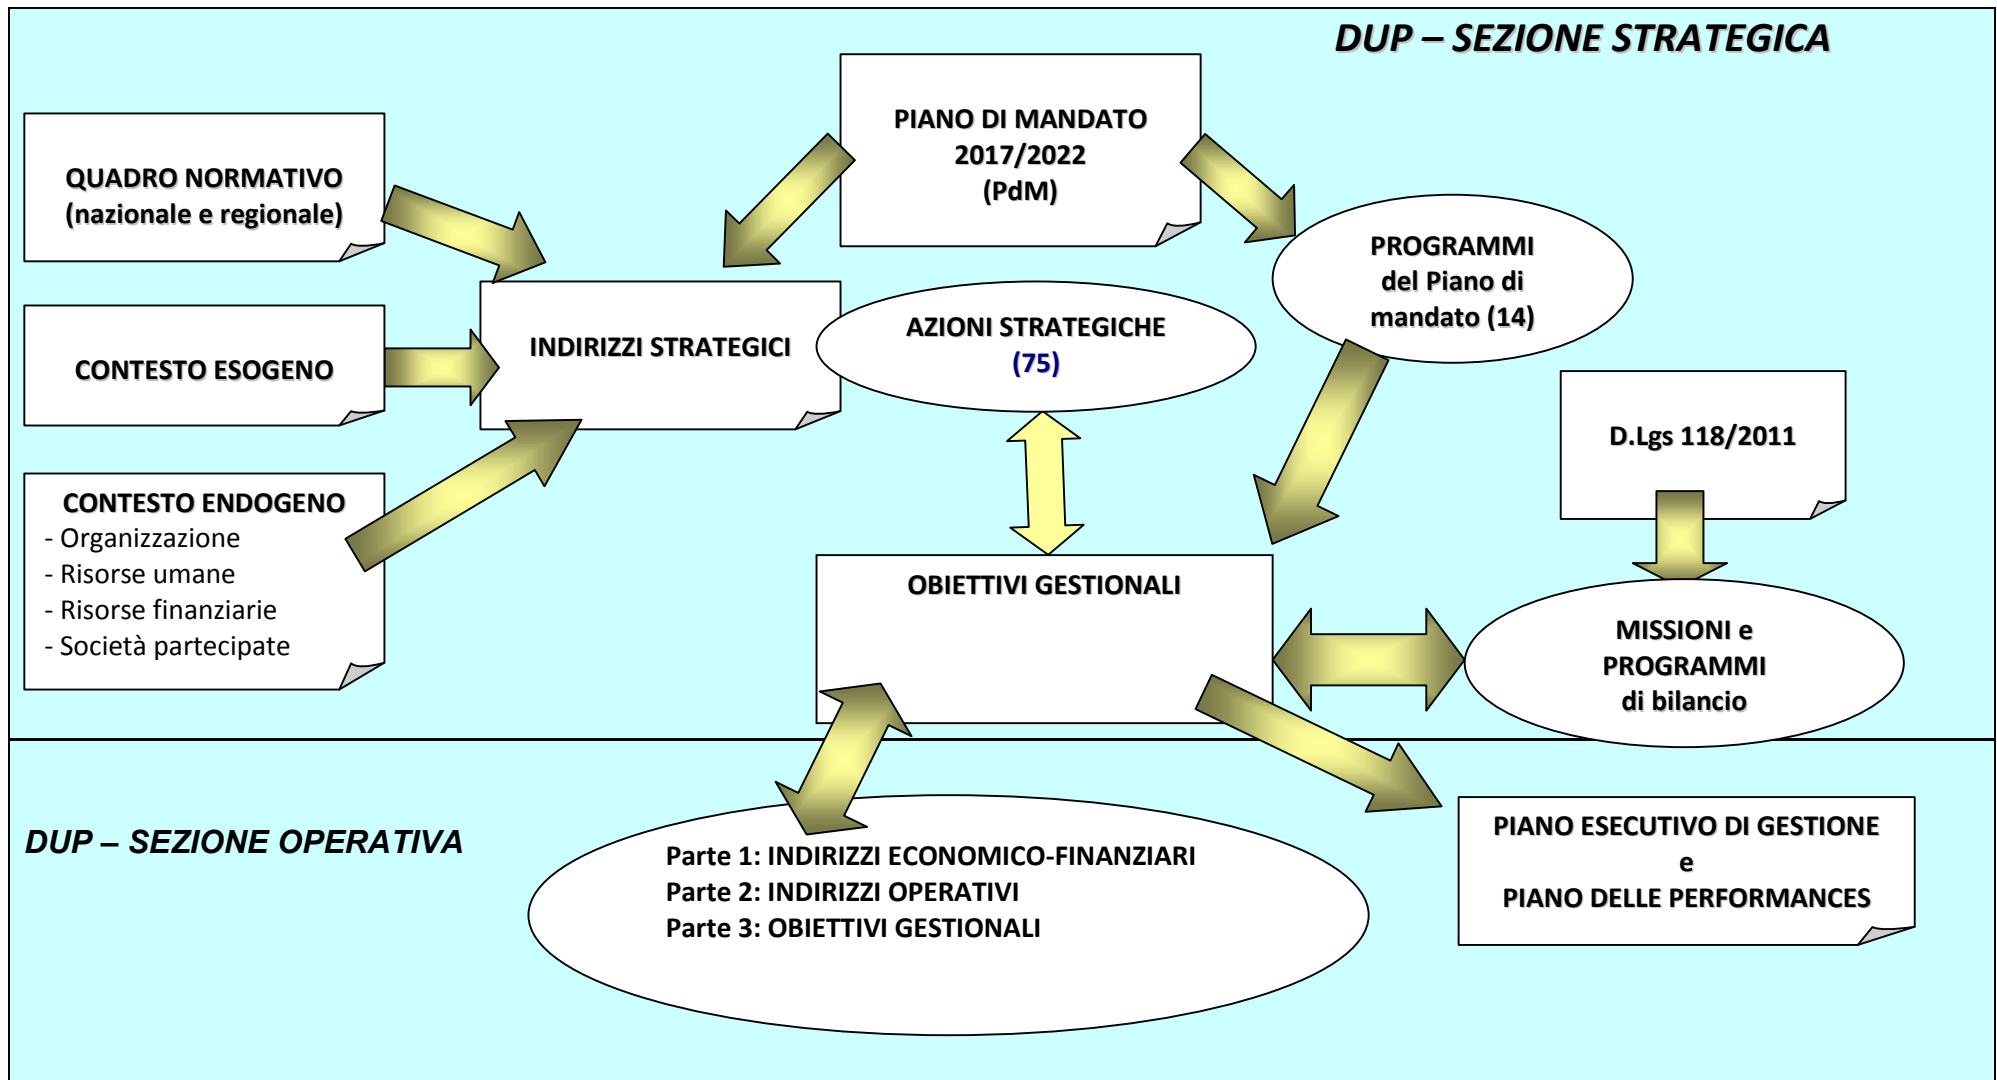 DUP – SEZIONE STRATEGICA
PIANO DI MANDATO
2017/2022
(PdM)
QUADRO NORMATIVO
(nazionale e regionale)
PROGRAMMI
del Piano di
mandato (14)
INDIRIZZI STRATEGICI
AZIONI STRATEGICHE
(75)
CONTESTO ESOGENO
D.Lgs 118/2011
CONTESTO ENDOGENO
- Organizzazione
- Risorse umane
- Risorse finanziarie
- Società partecipate
OBIETTIVI GESTIONALI
MISSIONI e
PROGRAMMI
di bilancio
DUP – SEZIONE OPERATIVA
Parte 1: INDIRIZZI ECONOMICO-FINANZIARI
Parte 2: INDIRIZZI OPERATIVI
Parte 3: OBIETTIVI GESTIONALI
PIANO ESECUTIVO DI GESTIONE
e
PIANO DELLE PERFORMANCES